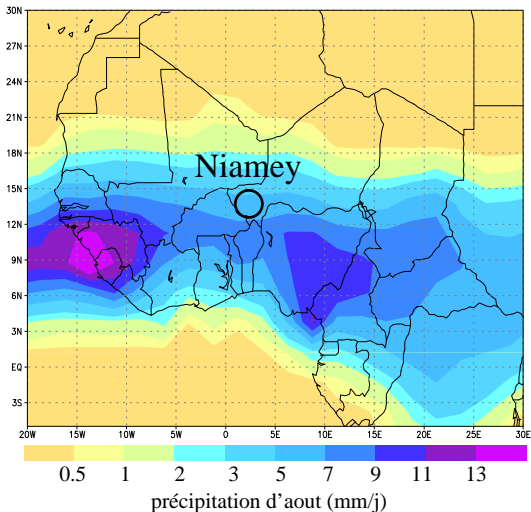 30N
27N
24N
21N
18N
Niamey
15N
12N
9N
6N
3N
EQ
3S
20W 15W 10W 5W 0 5E 10E 15E 20E 25E 30E
0.5 1 2 3 5 7 9 11 13
précipitation d'aout (mm/j)